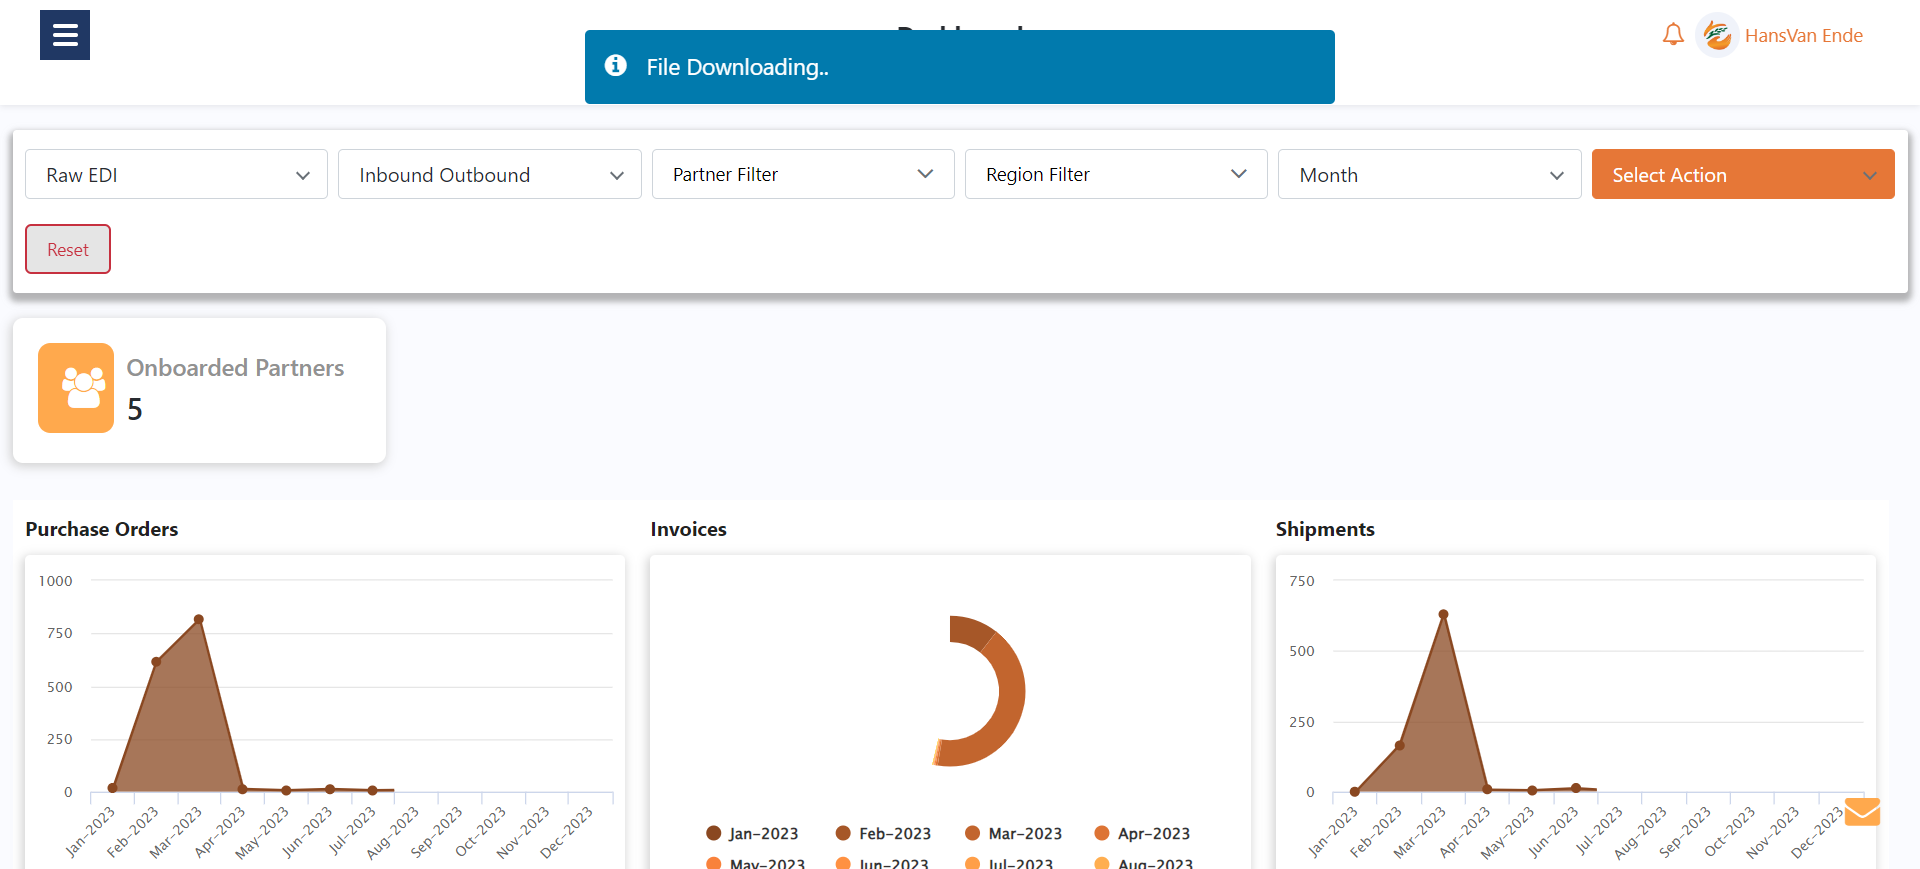 File Downloading..
HansVan Ende
Raw EDI
Inbound Outbound
Partner Filter
Region Filter
Month
Select Action
Reset
Onboarded Partners
5
Purchase Orders
1000
750
500
250
0
Jan-2023
Feb-2023
Mar-2023
Apr-2023
May-2023
Jun-2023
Jul-2023
Aug-2023
Sep-2023
Oct-2023
Nov-2023
Dec-2023
Invoices
Jan-2023 Feb-2023 Mar-2023 Apr-2023
May-2023 Jun-2023 Jul-2023 Aug-2023
Shipments
750
500
250
0
Jan-2023
Feb-2023
Mar-2023
Apr-2023
May-2023
Jun-2023
Jul-2023
Aug-2023
Sep-2023
Oct-2023
Nov-2023
Dec-2023